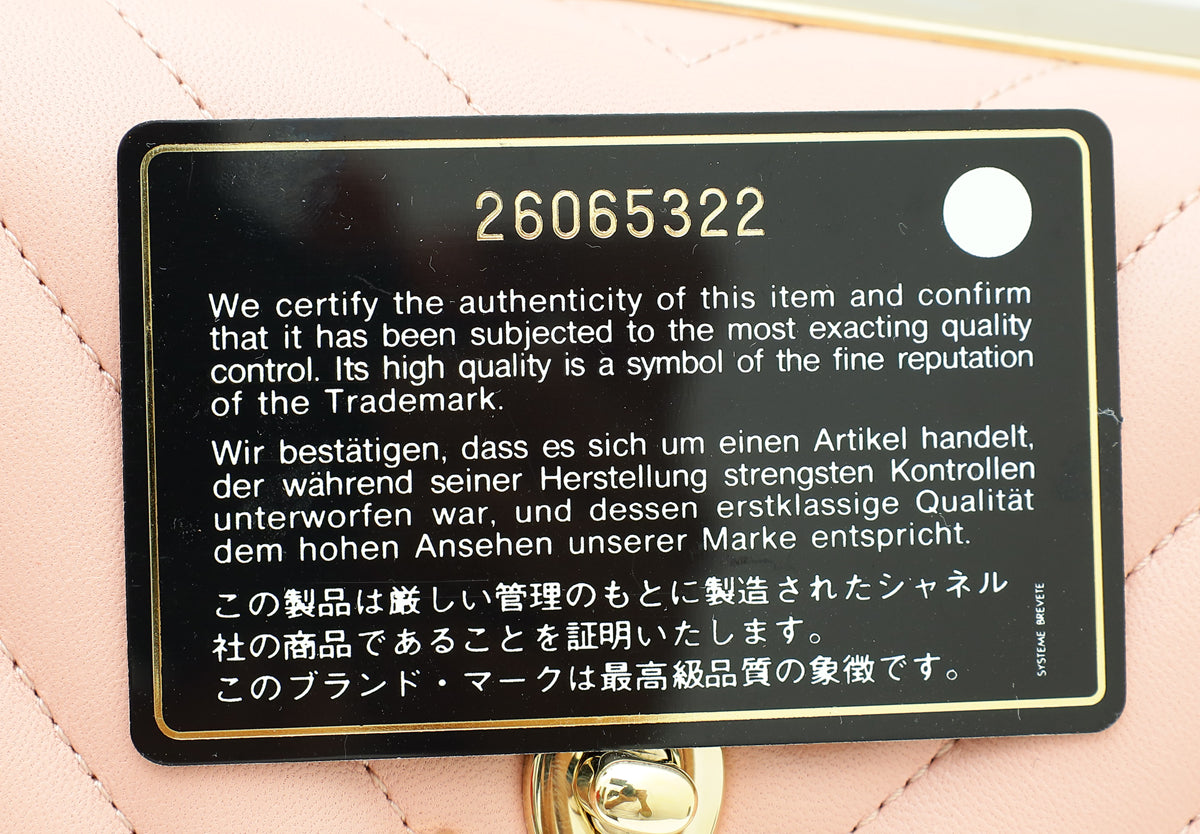 26065322
We certify the authenticity of this item and confirm
that it has been subjected to the most exacting quality
control. Its high quality is a symbol of the fine reputation
of the Trademark.
Wir bestätigen, dass es sich um einen Artikel handelt,
der während seiner Herstellung strengsten Kontrollen
unterworfen war, und dessen erstklassige Qualität
dem hohen Ansehen unserer Marke entspricht.
この製品は厳しい管理のもとに製造されたシャネル
社の商品であることを証明いたします。
このブランド・マークは最高級品質の象徴です。
SYSTEME BREVETE